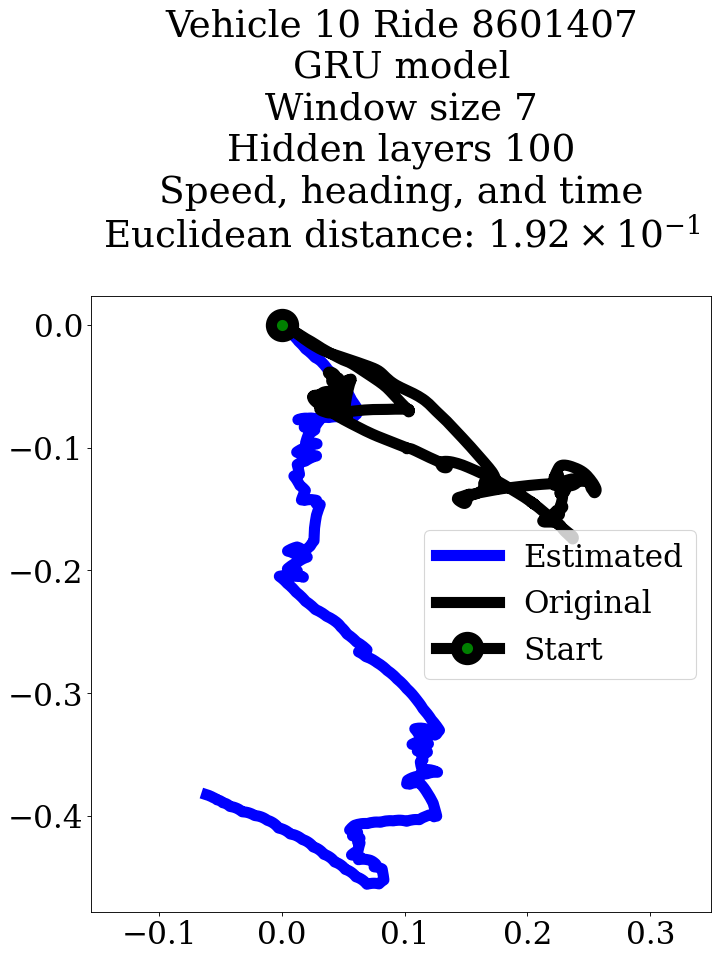 Vehicle 10 Ride 8601407
GRU model
Window size 7
Hidden layers 100
Speed, heading, and time
Euclidean distance: 1.92 × 10⁻¹
0.0
−0.1
−0.2
−0.3
−0.4
Estimated
Original
Start
−0.1 0.0 0.1 0.2 0.3